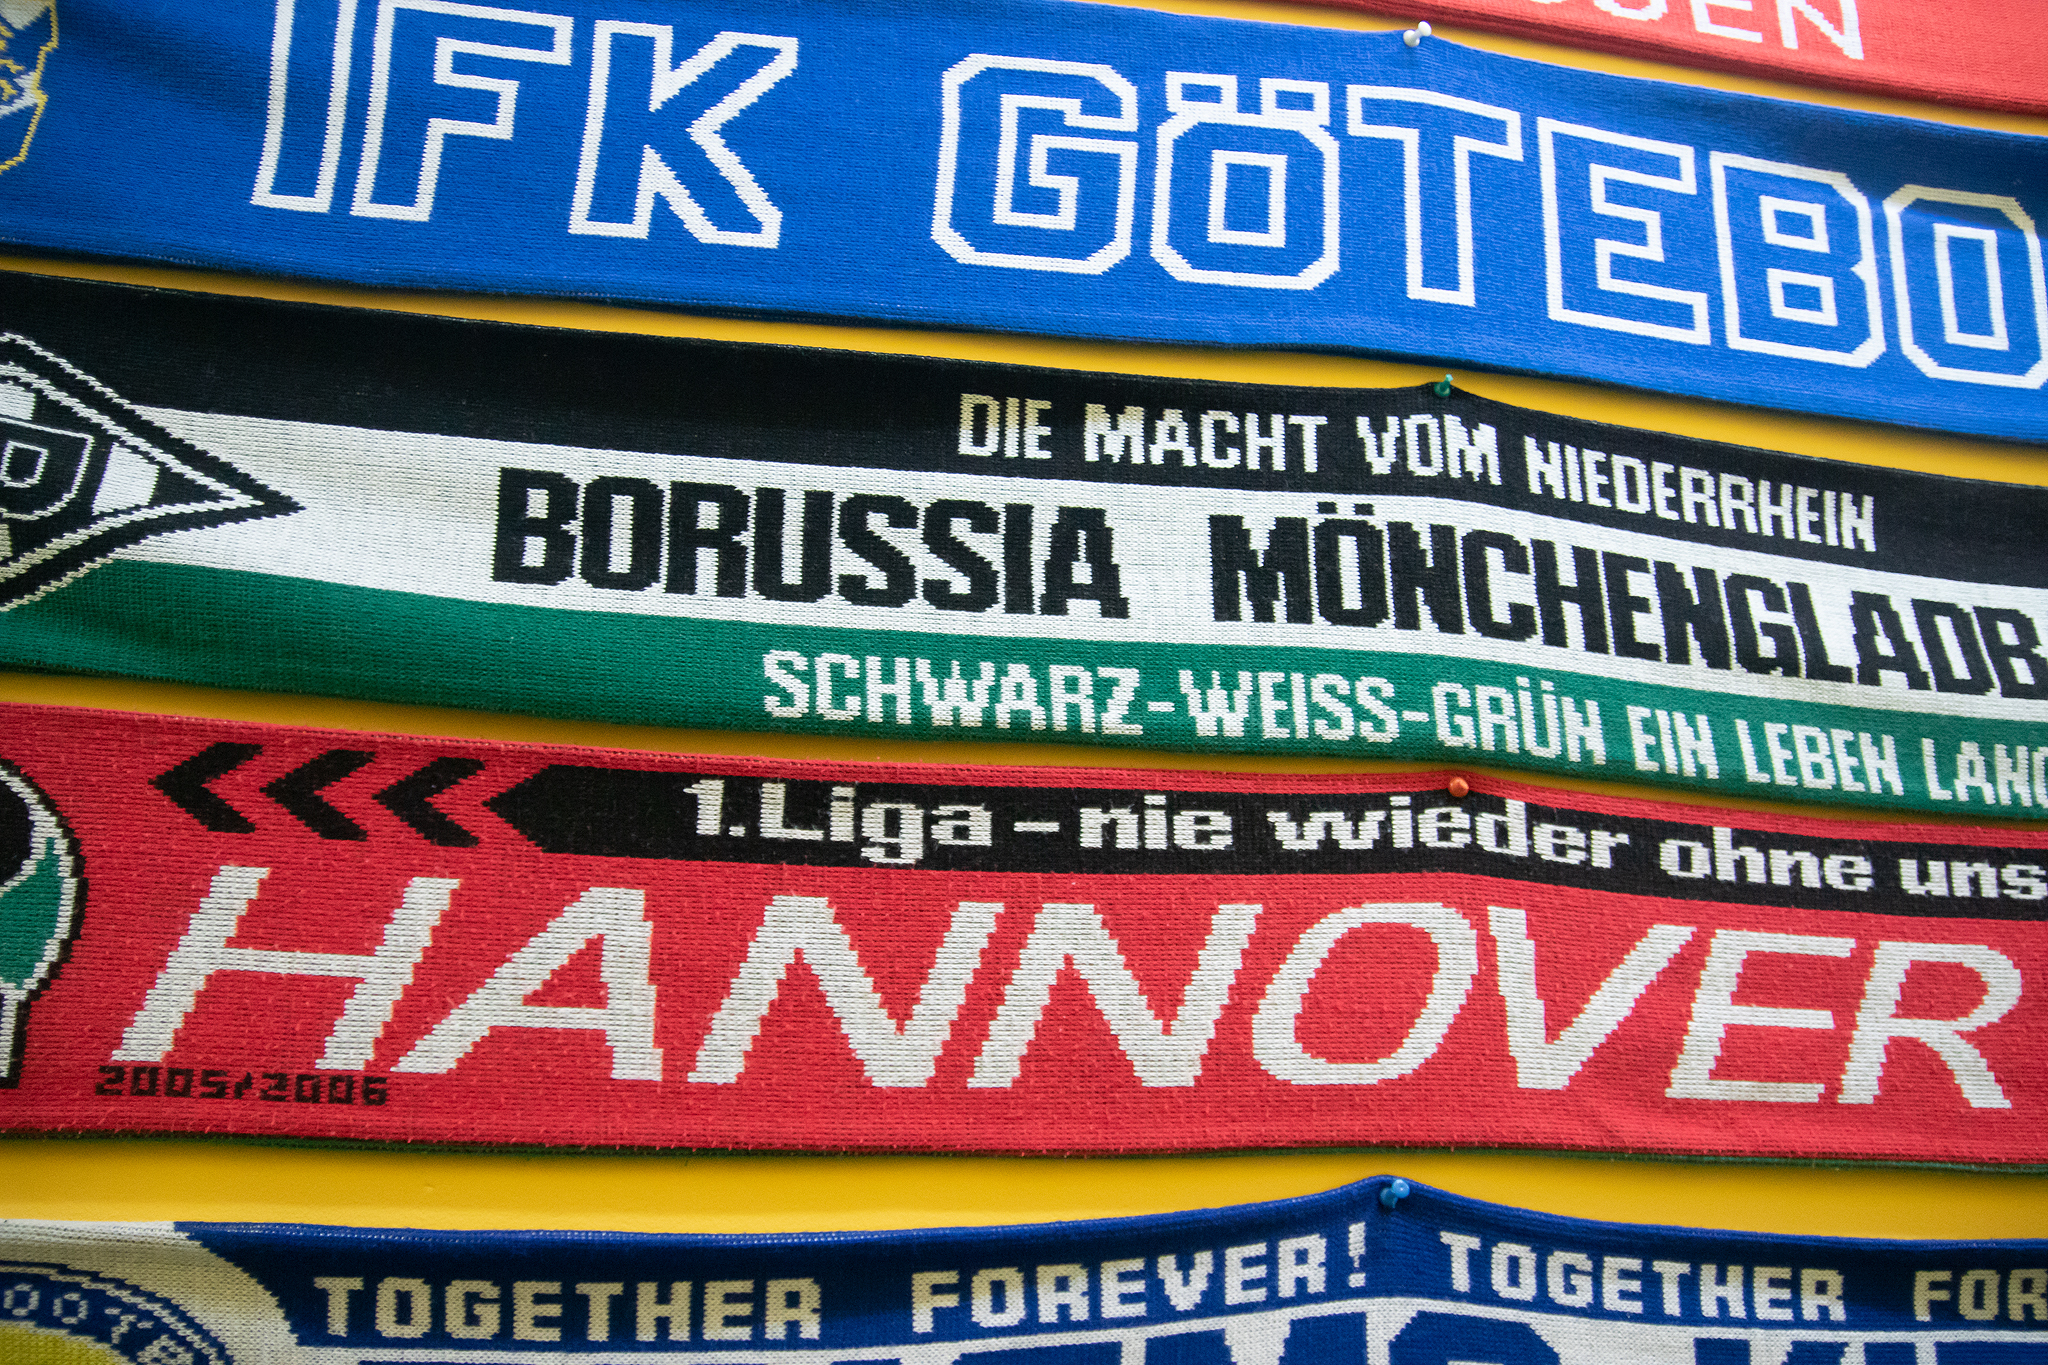 IFK GÖTEBO
DIE MACHT VOM NIEDERRHEIN
BORUSSIA MÖNCHENGLADB
SCHWARZ-WEISS-GRÜN EIN LEBEN LANG
1.Liga - nie wieder ohne uns
HANNOVER
2005/2006
TOGETHER FOREVER! TOGETHER FOR